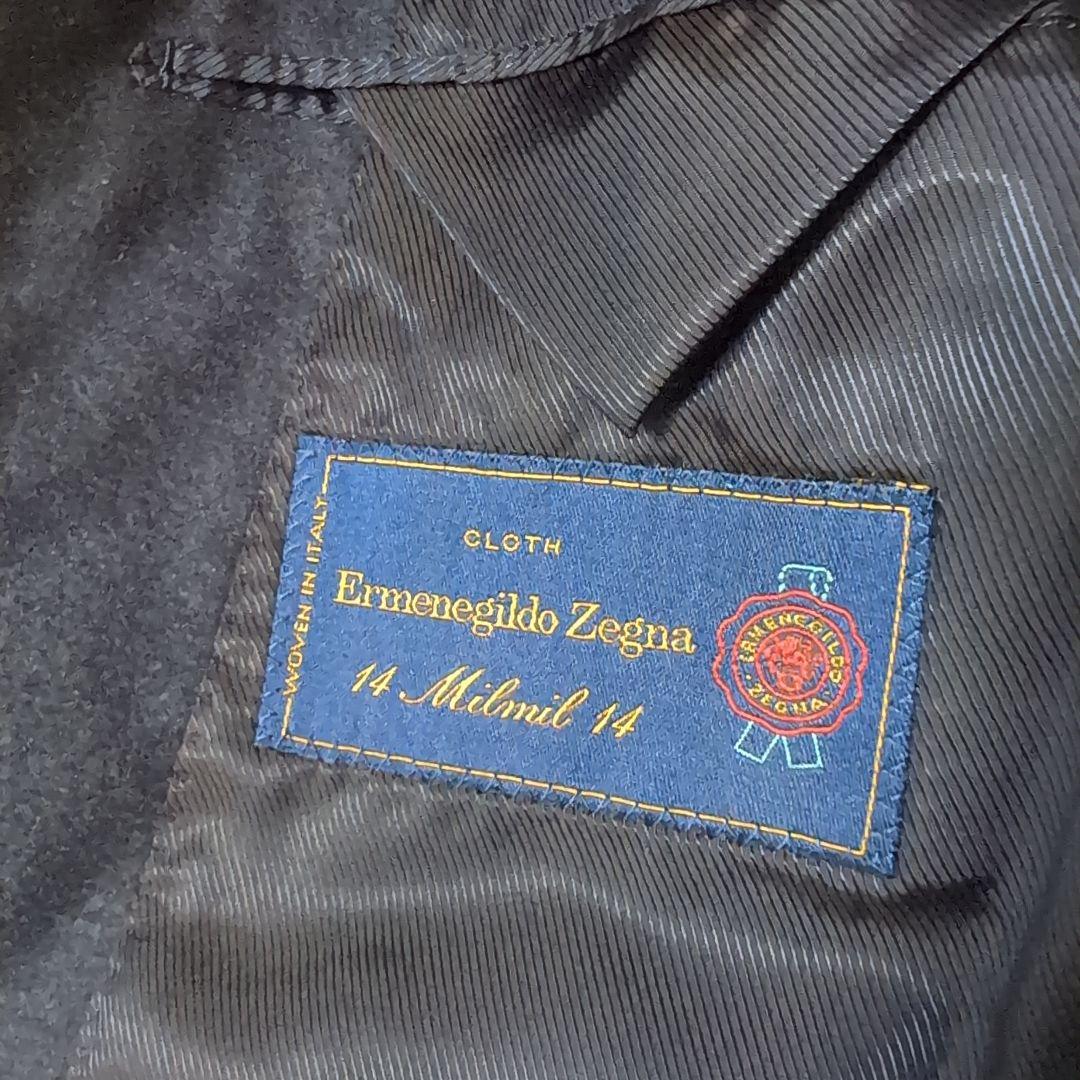 WOVEN IN ITALY
CLOTH
Ermenegildo Zegna
14 Milmil 14
ERMENEGILDO
· ZEGNA ·